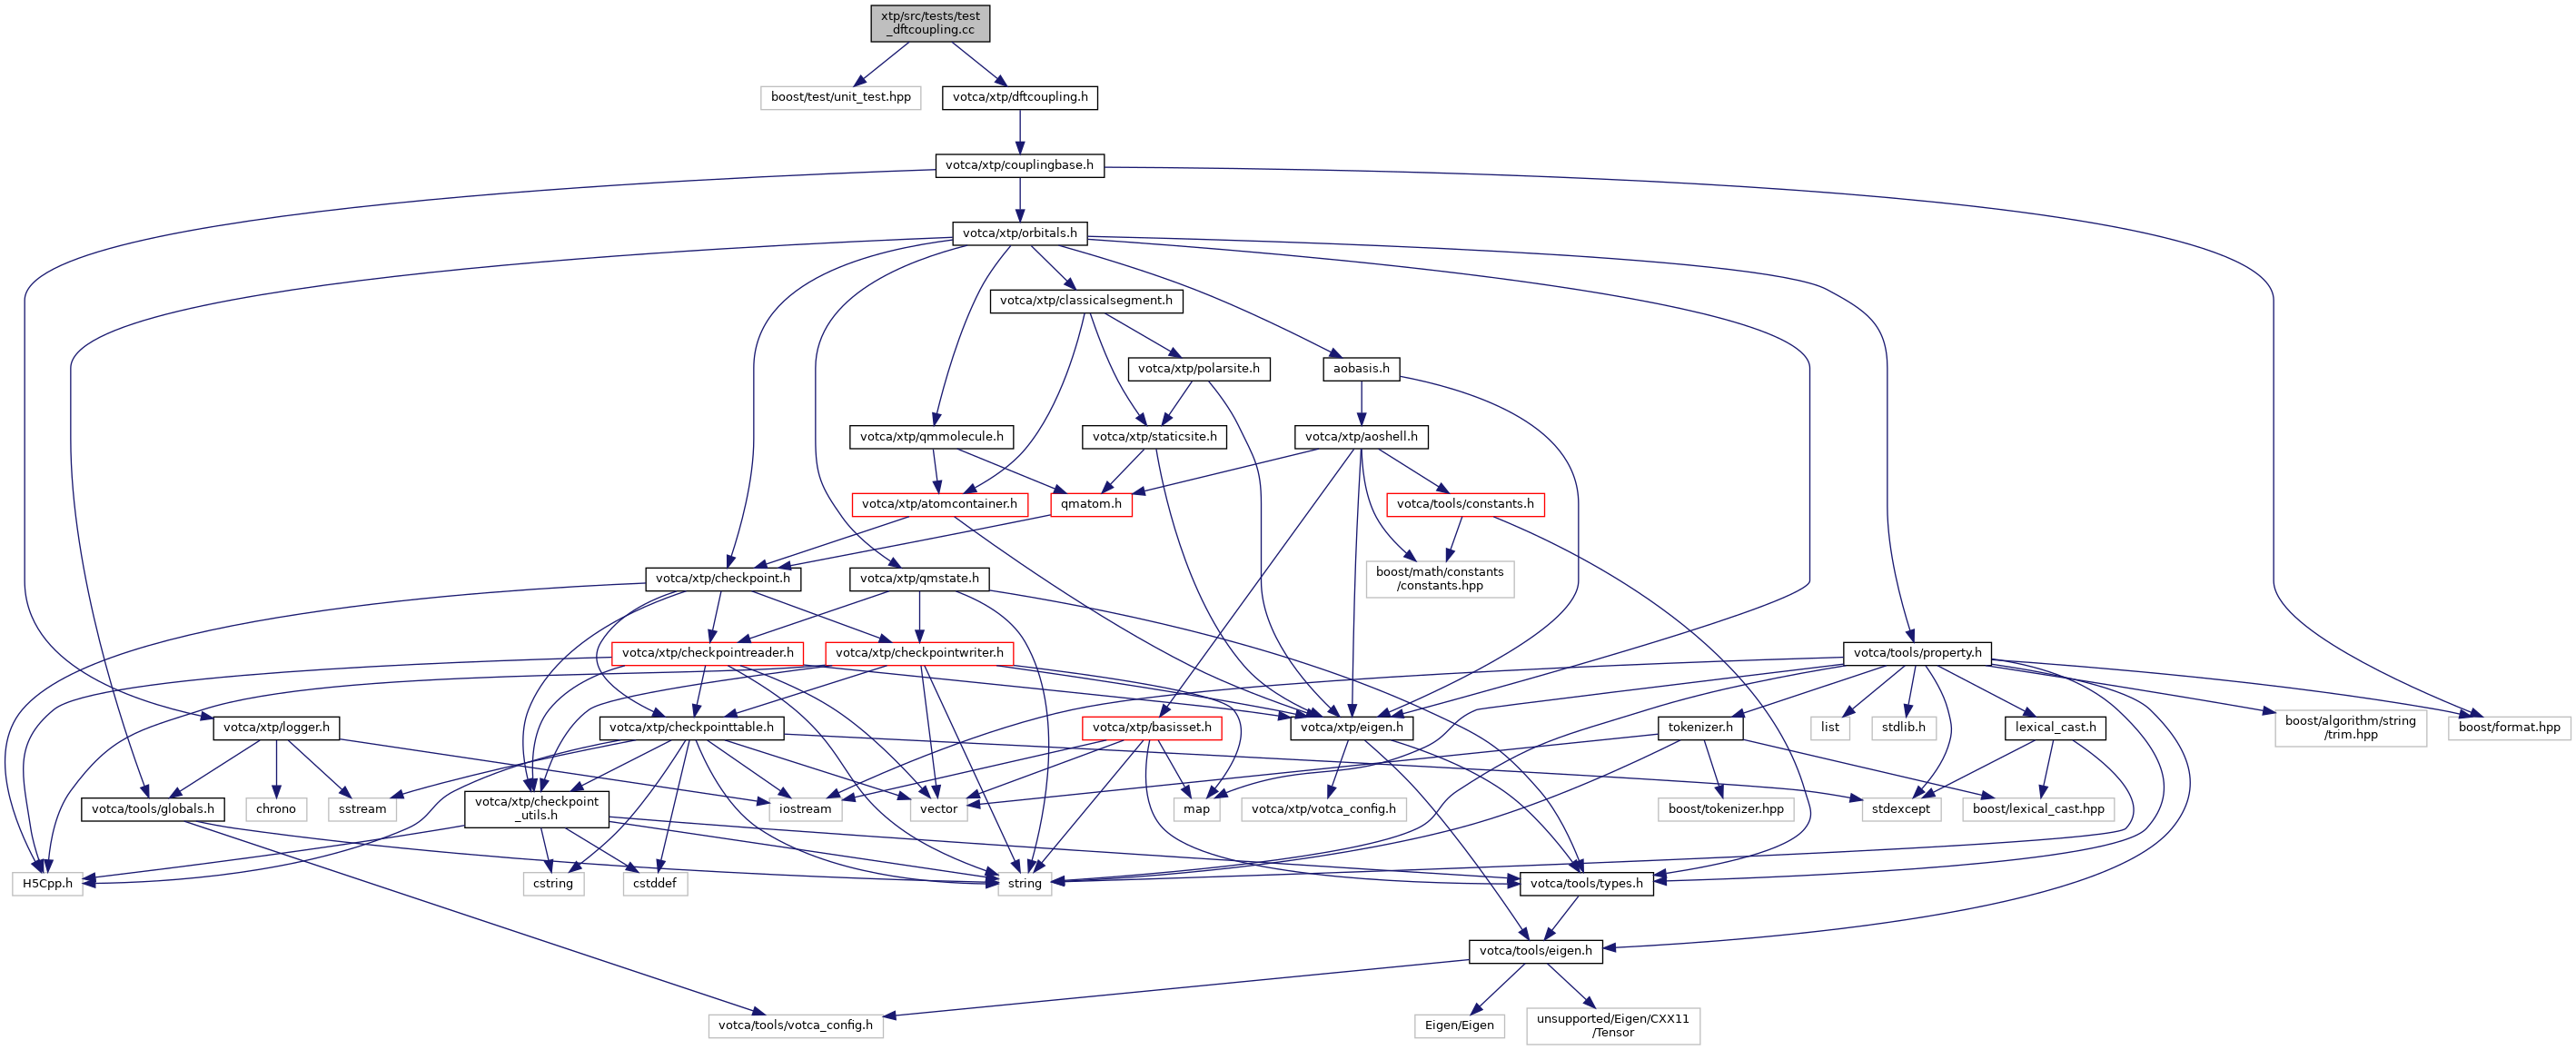 xtp/src/tests/test
_dftcoupling.cc
boost/test/unit_test.hpp
votca/xtp/dftcoupling.h
votca/xtp/couplingbase.h
votca/xtp/orbitals.h
votca/xtp/classicalsegment.h
votca/xtp/polarsite.h
aobasis.h
votca/xtp/qmmolecule.h
votca/xtp/staticsite.h
votca/xtp/aoshell.h
votca/xtp/atomcontainer.h
qmatom.h
votca/tools/constants.h
votca/xtp/checkpoint.h
votca/xtp/qmstate.h
boost/math/constants
/constants.hpp
votca/xtp/checkpointreader.h
votca/xtp/checkpointwriter.h
votca/tools/property.h
votca/xtp/logger.h
votca/xtp/checkpointtable.h
votca/xtp/basisset.h
votca/xtp/eigen.h
tokenizer.h
list
stdlib.h
lexical_cast.h
boost/algorithm/string
/trim.hpp
boost/format.hpp
votca/tools/globals.h
chrono
sstream
votca/xtp/checkpoint
_utils.h
iostream
vector
map
votca/xtp/votca_config.h
boost/tokenizer.hpp
stdexcept
boost/lexical_cast.hpp
H5Cpp.h
cstring
cstddef
string
votca/tools/types.h
votca/tools/eigen.h
votca/tools/votca_config.h
Eigen/Eigen
unsupported/Eigen/CXX11
/Tensor